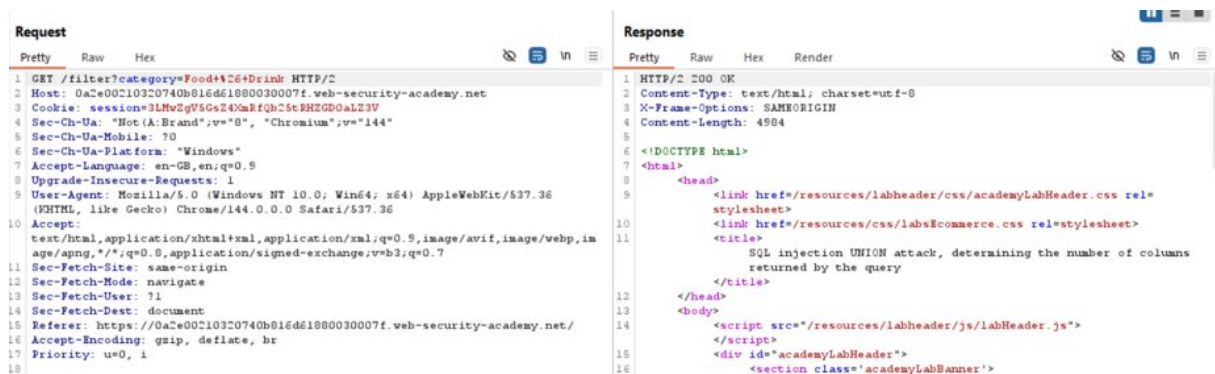 Request
Pretty Raw Hex
\n
1 GET /filter?category=Food+%26+Drink HTTP/2
2 Host: 0a2e00210320740b816d61880030007f.web-security-academy.net
3 Cookie: session=3LMwZgV5GsZ4XmRfQb25tRHZGD0aLZ3V
4 Sec-Ch-Ua: "Not(A:Brand";v="8", "Chromium";v="144"
5 Sec-Ch-Ua-Mobile: ?0
6 Sec-Ch-Ua-Platform: "Windows"
7 Accept-Language: en-GB,en;q=0.9
8 Upgrade-Insecure-Requests: 1
9 User-Agent: Mozilla/5.0 (Windows NT 10.0; Win64; x64) AppleWebKit/537.36
(KHTML, like Gecko) Chrome/144.0.0.0 Safari/537.36
10 Accept:
text/html,application/xhtml+xml,application/xml;q=0.9,image/avif,image/webp,im
age/apng,*/*;q=0.8,application/signed-exchange;v=b3;q=0.7
11 Sec-Fetch-Site: same-origin
12 Sec-Fetch-Mode: navigate
13 Sec-Fetch-User: ?1
14 Sec-Fetch-Dest: document
15 Referer: https://0a2e00210320740b816d61880030007f.web-security-academy.net/
16 Accept-Encoding: gzip, deflate, br
17 Priority: u=0, i
18
Response
Pretty Raw Hex Render
\n
1 HTTP/2 200 OK
2 Content-Type: text/html; charset=utf-8
3 X-Frame-Options: SAMEORIGIN
4 Content-Length: 4984
5
6 <!DOCTYPE html>
7 <html>
8 <head>
9 <link href=/resources/labheader/css/academyLabHeader.css rel=
stylesheet>
10 <link href=/resources/css/labsEcommerce.css rel=stylesheet>
11 <title>
SQL injection UNION attack, determining the number of columns
returned by the query
</title>
12 </head>
13 <body>
14 <script src="/resources/labheader/js/labHeader.js">
</script>
15 <div id="academyLabHeader">
16 <section class='academyLabBanner'>